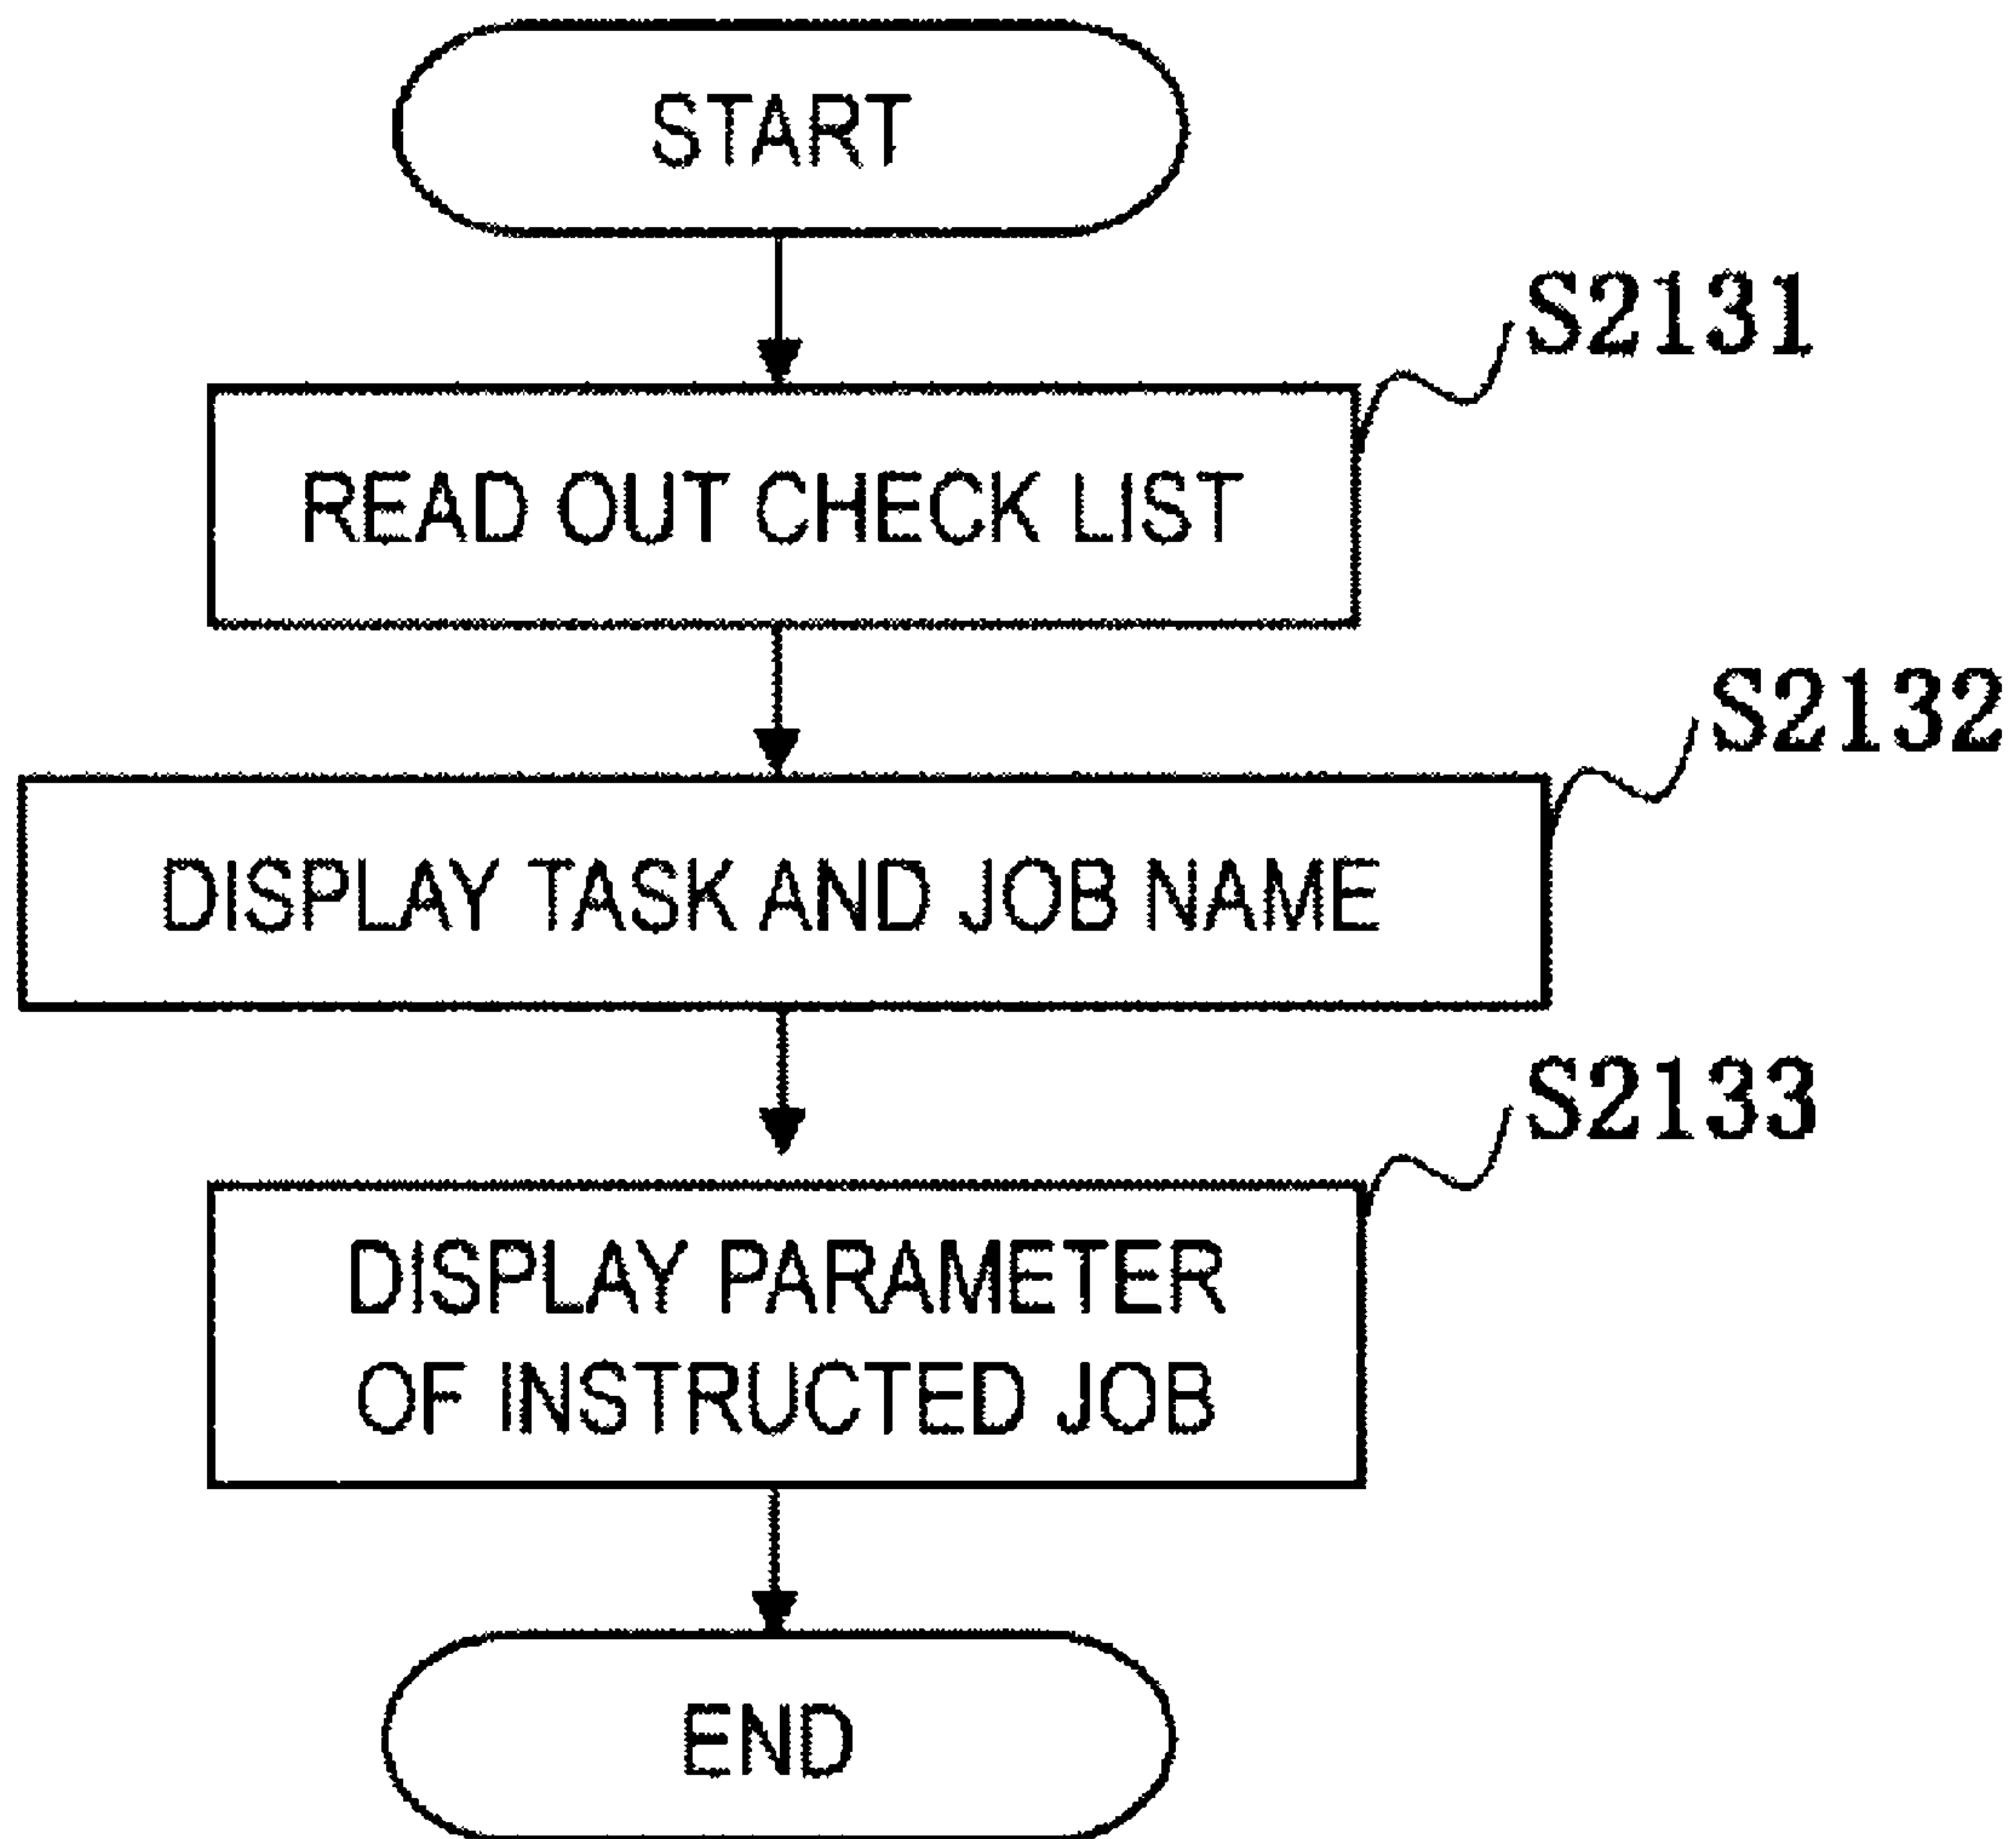 START
S2131
READ OUT CHECK LIST
S2132
DISPLAY TASK AND JOB NAME
S2133
DISPLAY PARAMETER
OF INSTRUCTED JOB
END